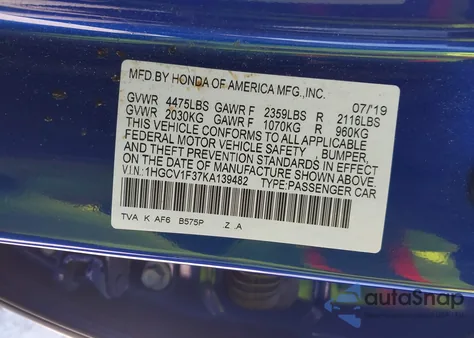 MFD.BY HONDA OF AMERICA MFG.,INC. 07/'19
GVWR 4475LBS GAWR F 2359LBS R 2116LBS
GVWR 2030KG GAWR F 1070KG R 960KG
THIS VEHICLE CONFORMS TO ALL APPLICABLE
FEDERAL MOTOR VEHICLE SAFETY , BUMPER,
AND THEFT PREVENTION STANDARDS IN EFFECT
ON THE DATE OF MANUFACTURE SHOWN ABOVE.
V.I.N.:1HGCV1F37KA139482 TYPE:PASSENGER CAR
TVA K AF6 B575P .Z .A
autoSnap